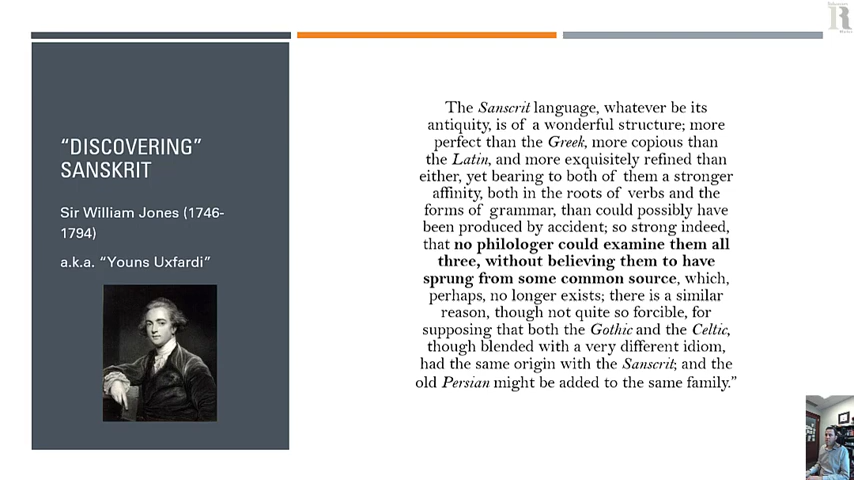 “DISCOVERING”
SANSKRIT
Sir William Jones (1746-
1794)
a.k.a. “Youns Uxfardi”
The Sanscrit language, whatever be its
antiquity, is of a wonderful structure; more
perfect than the Greek, more copious than
the Latin, and more exquisitely refined than
either, yet bearing to both of them a stronger
affinity, both in the roots of verbs and the
forms of grammar, than could possibly have
been produced by accident; so strong indeed,
that no philologer could examine them all
three, without believing them to have
sprung from some common source, which,
perhaps, no longer exists; there is a similar
reason, though not quite so forcible, for
supposing that both the Gothic and the Celtic,
though blended with a very different idiom,
had the same origin with the Sanscrit; and the
old Persian might be added to the same family.”